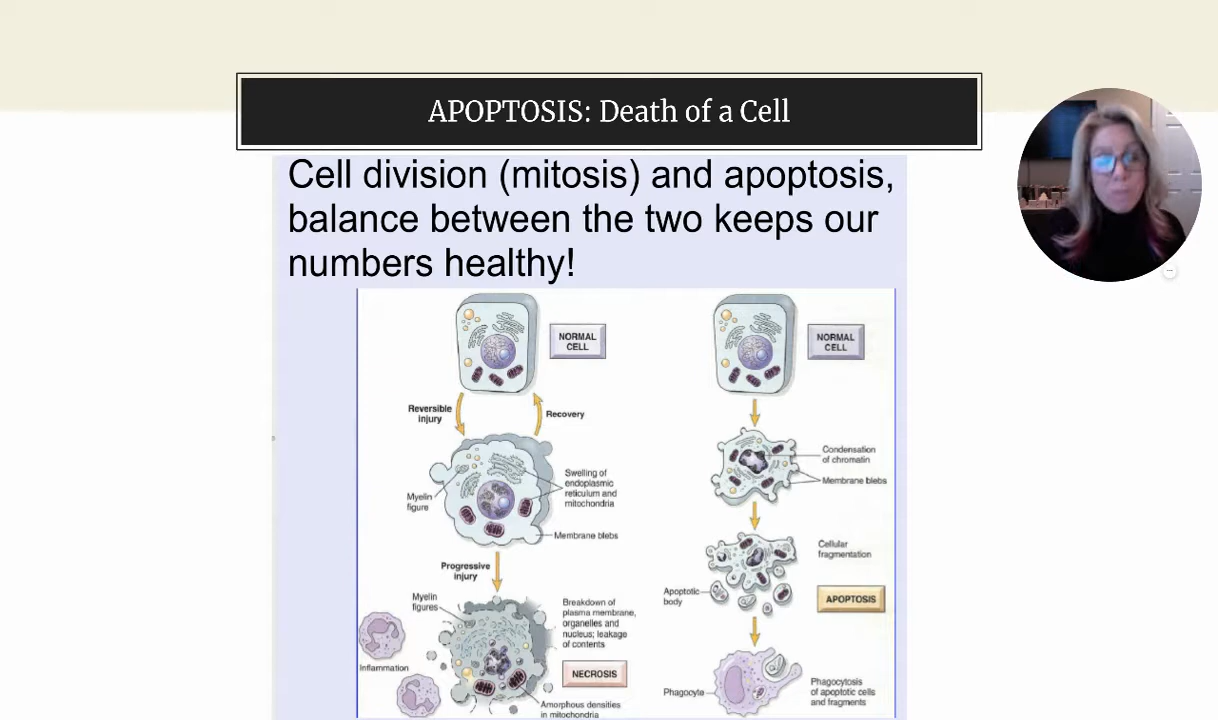 APOPTOSIS: Death of a Cell
Cell division (mitosis) and apoptosis,
balance between the two keeps our
numbers healthy!
NORMAL
CELL
Reversible
injury
Recovery
Swelling of
endoplasmic
reticulum and
mitochondria
Myelin
figure
Membrane blebs
Progressive
injury
Myelin
figures
Breakdown of
plasma membrane,
organelles and
nucleus; leakage
of contents
Inflammation
NECROSIS
Amorphous densities
in mitochondria
NORMAL
CELL
Condensation
of chromatin
Membrane blebs
Cellular
fragmentation
Apoptotic
body
APOPTOSIS
Phagocyte
Phagocytosis
of apoptotic cells
and fragments